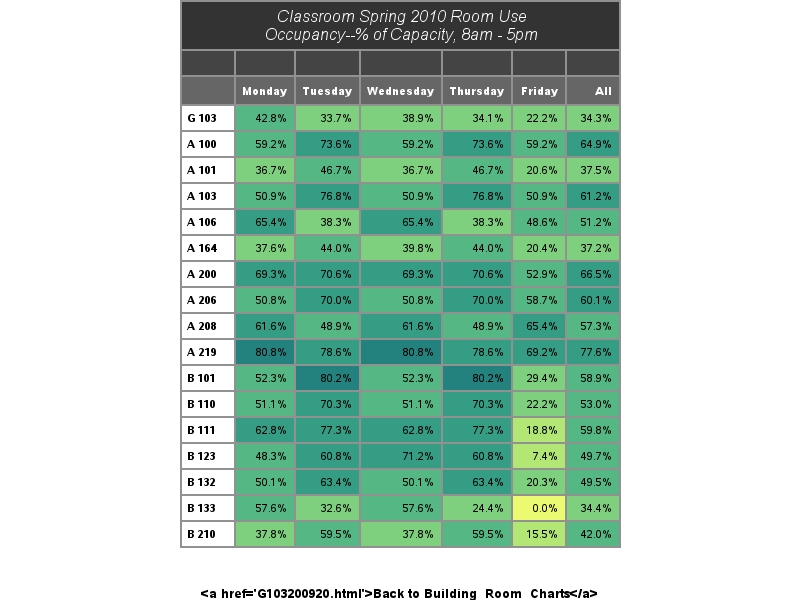 Classroom Spring 2010 Room Use
Occupancy--% of Capacity, 8am - 5pm
Monday Tuesday Wednesday Thursday Friday All
G 103 42.8% 33.7% 38.9% 34.1% 22.2% 34.3%
A 100 59.2% 73.6% 59.2% 73.6% 59.2% 64.9%
A 101 36.7% 46.7% 36.7% 46.7% 20.6% 37.5%
A 103 50.9% 76.8% 50.9% 76.8% 50.9% 61.2%
A 106 65.4% 38.3% 65.4% 38.3% 48.6% 51.2%
A 164 37.6% 44.0% 39.8% 44.0% 20.4% 37.2%
A 200 69.3% 70.6% 69.3% 70.6% 52.9% 66.5%
A 206 50.8% 70.0% 50.8% 70.0% 58.7% 60.1%
A 208 61.6% 48.9% 61.6% 48.9% 65.4% 57.3%
A 219 80.8% 78.6% 80.8% 78.6% 69.2% 77.6%
B 101 52.3% 80.2% 52.3% 80.2% 29.4% 58.9%
B 110 51.1% 70.3% 51.1% 70.3% 22.2% 53.0%
B 111 62.8% 77.3% 62.8% 77.3% 18.8% 59.8%
B 123 48.3% 60.8% 71.2% 60.8% 7.4% 49.7%
B 132 50.1% 63.4% 50.1% 63.4% 20.3% 49.5%
B 133 57.6% 32.6% 57.6% 24.4% 0.0% 34.4%
B 210 37.8% 59.5% 37.8% 59.5% 15.5% 42.0%
<a href='G103200920.html'>Back to Building_Room_Charts</a>